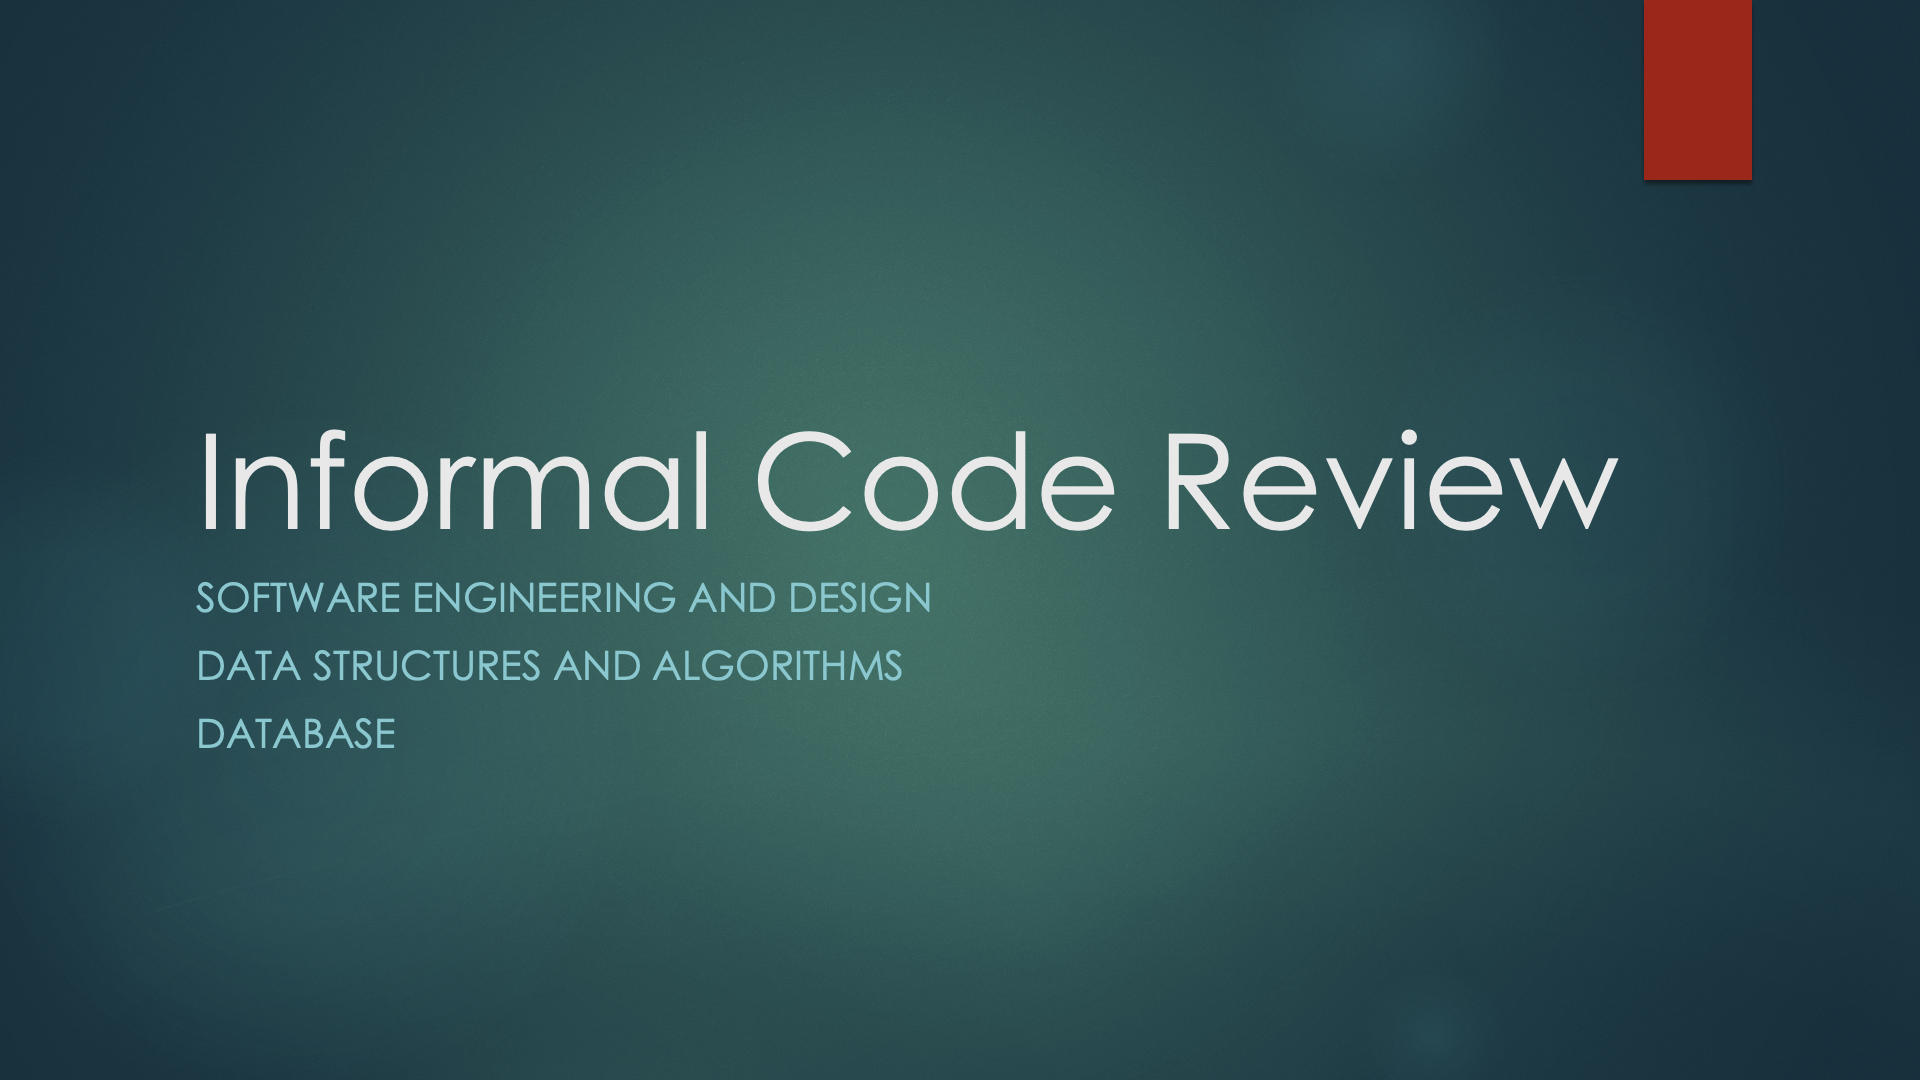 Informal Code Review
SOFTWARE ENGINEERING AND DESIGN
DATA STRUCTURES AND ALGORITHMS
DATABASE